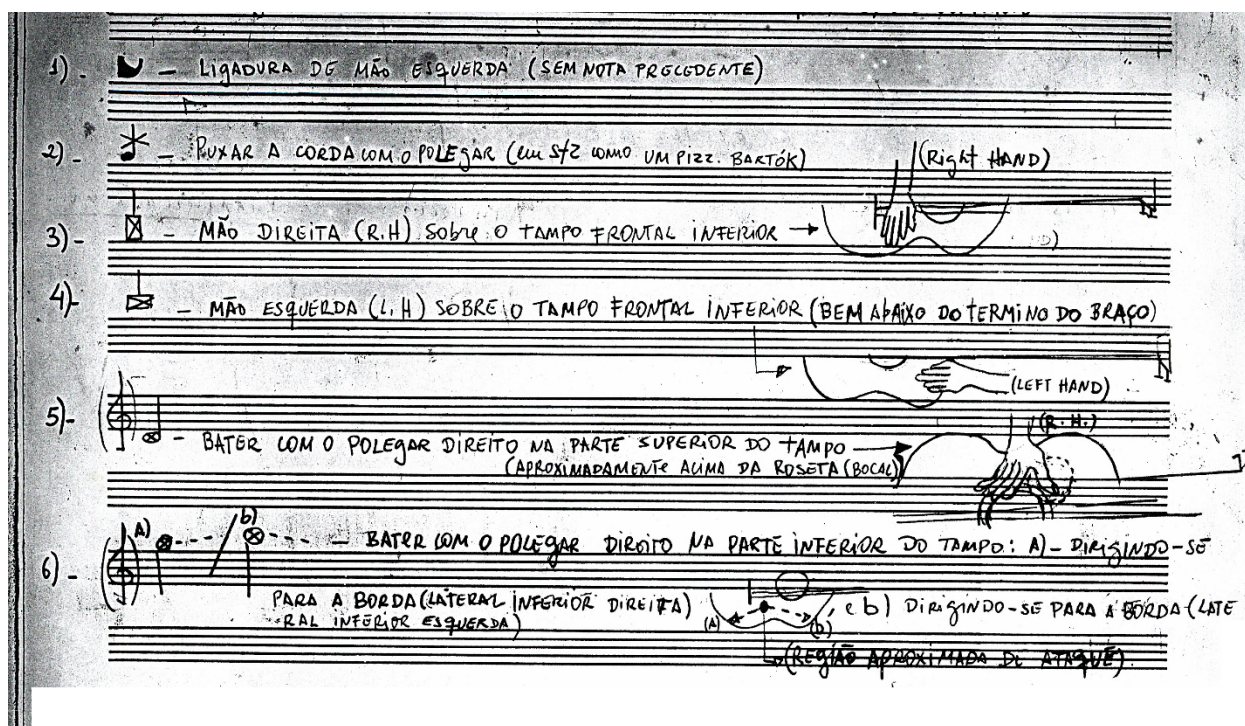 1) - LIGADURA DE MÃO ESQUERDA (SEM NOTA PRECEDENTE)
2) - PUXAR A CORDA COM O POLEGAR (em sfz como UM PIZZ. BARTÓK)
(Right HAND)
3) - MÃO DIREITA (R.H) Sobre O TAMPO FRONTAL INFERIOR
4) - MÃO ESQUERDA (L.H) SOBRE O TAMPO FRONTAL INFERIOR (BEM ABAIXO DO TERMINO DO BRAÇO)
(LEFT HAND)
5) - BATER COM O POLEGAR DIREITO NA PARTE SUPERIOR DO TAMPO
(R.H.)
(APROXIMADAMENTE ACIMA DA ROSETA (BOCAL)
6) - A) b) - BATER COM O POLEGAR DIREITO NA PARTE INFERIOR DO TAMPO: A) - DIRIGINDO-SE
PARA A BORDA (LATERAL INFERIOR DIREITA) (A) (b) , e b) DIRIGINDO-SE PARA A BORDA (LATE
RAL INFERIOR ESQUERDA)
(REGIÃO APROXIMADA DE ATAQUE)